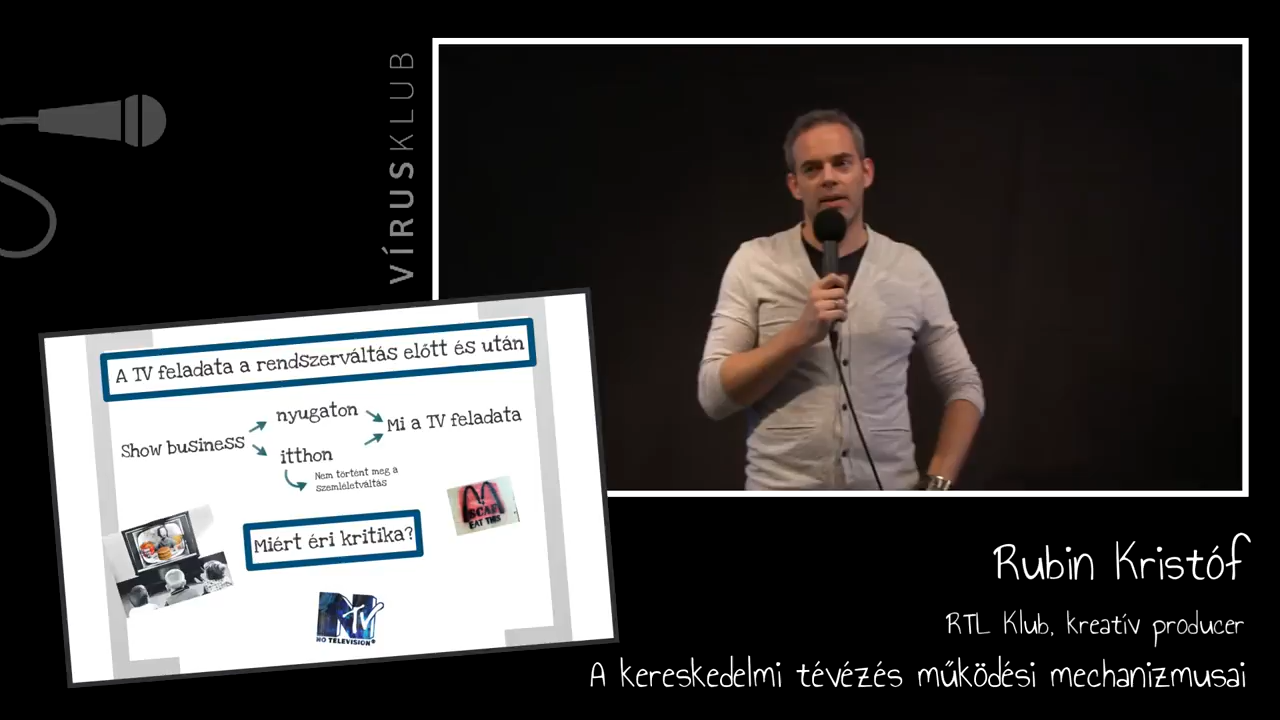 VÍRUSKLUB
A TV feladata a rendszerváltás előtt és után
Show business
nyugaton
itthon
Mi a TV feladata
Nem történt meg a
szemléletváltás
Miért éri kritika?
EAT THIS
NTV
NO TELEVISION®
Rubin Kristóf
RTL Klub, kreatív producer
A kereskedelmi tévézés működési mechanizmusai